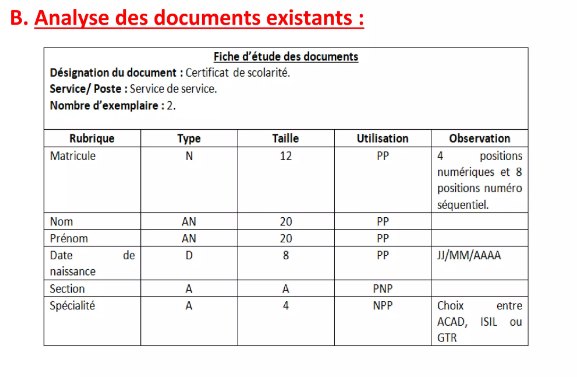 B. Analyse des documents existants :
Fiche d'étude des documents
Désignation du document : Certificat de scolarité.
Service/ Poste : Service de service.
Nombre d'exemplaire : 2.
Rubrique Type Taille Utilisation Observation
Matricule N 12 PP 4 positions
numériques et 8
positions numéro
séquentiel.
Nom AN 20 PP
Prénom AN 20 PP
Date de D 8 PP JJ/MM/AAAA
naissance
Section A A PNP
Spécialité A 4 NPP Choix entre
ACAD, ISIL ou
GTR